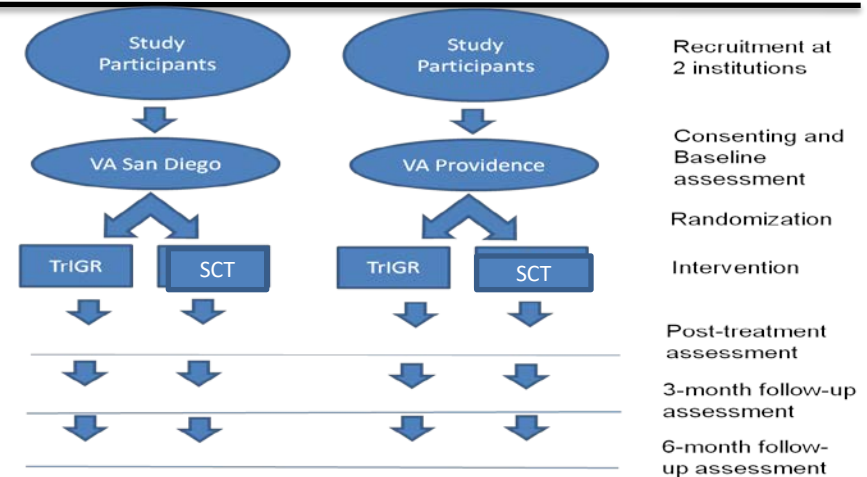 Study
Participants
Study
Participants
Recruitment at
2 institutions
VA San Diego
VA Providence
Consenting and
Baseline
assessment
Randomization
TrIGR
SCT
TrIGR
SCT
Intervention
Post-treatment
assessment
3-month follow-up
assessment
6-month follow-
up assessment